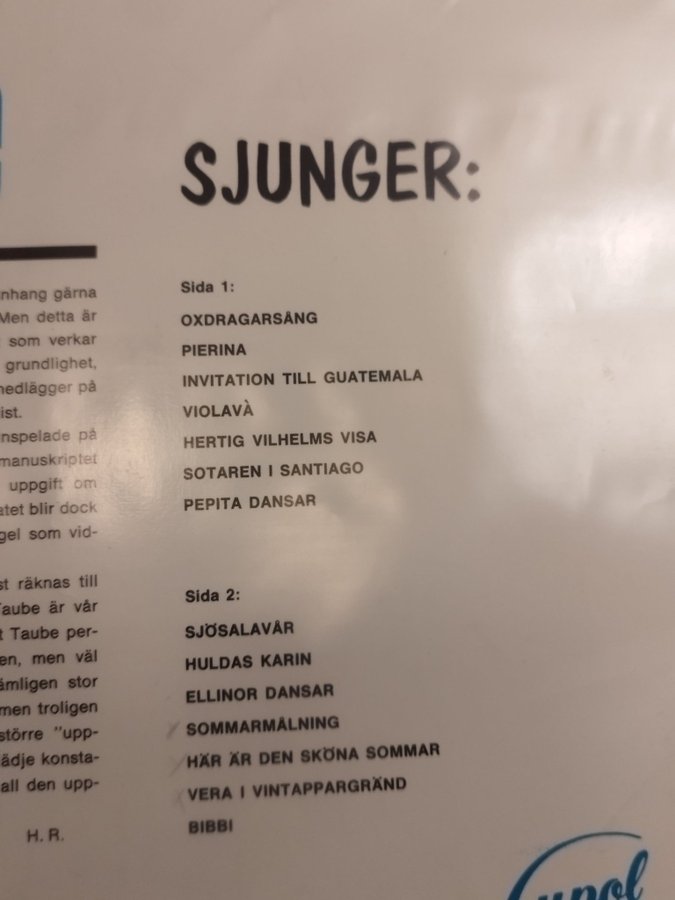 SJUNGER:
nhang gärna
Men detta är
som verkar
grundlighet,
nedlägger på
ist.
nspelade på
manuskriptet
uppgift om
atet blir dock
gel som vid-
st räknas till
Taube är vår
t Taube per-
en, men väl
ämligen stor
men troligen
större "upp-
ädje konsta-
all den upp-
H. R.
Sida 1:
OXDRAGARSÅNG
PIERINA
INVITATION TILL GUATEMALA
VIOLAVÀ
HERTIG VILHELMS VISA
SOTAREN I SANTIAGO
PEPITA DANSAR
Sida 2:
SJÖSALAVÅR
HULDAS KARIN
ELLINOR DANSAR
SOMMARMÅLNING
HÄR ÄR DEN SKÖNA SOMMAR
VERA I VINTAPPARGRÄND
BIBBI
upol